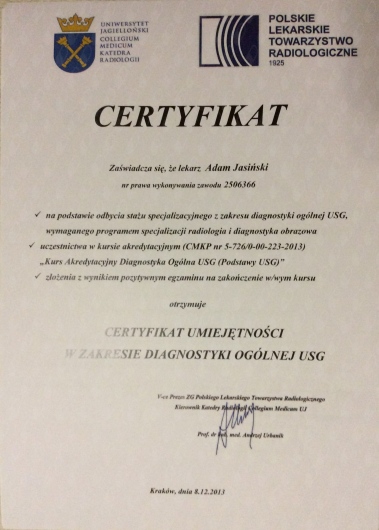 UNIWERSYTET
JAGIELLOŃSKI
COLLEGIUM
MEDICUM
KATEDRA
RADIOLOGII
POLSKIE
LEKARSKIE
TOWARZYSTWO
RADIOLOGICZNE
1925
CERTYFIKAT
Zaświadcza się, że lekarz Adam Jasiński
nr prawa wykonywania zawodu 2506366
✓ na podstawie odbycia stażu specjalizacyjnego z zakresu diagnostyki ogólnej USG,
wymaganego programem specjalizacji radiologia i diagnostyka obrazowa
✓ uczestnictwa w kursie akredytacyjnym (CMKP nr 5-726/0-00-223-2013)
„Kurs Akredytacyjny Diagnostyka Ogólna USG (Podstawy USG)”
✓ złożenia z wynikiem pozytywnym egzaminu na zakończenie w/wym kursu
otrzymuje
CERTYFIKAT UMIEJĘTNOŚCI
W ZAKRESIE DIAGNOSTYKI OGÓLNEJ USG
V-ce Prezes ZG Polskiego Lekarskiego Towarzystwa Radiologicznego
Kierownik Katedry Radiologii Collegium Medicum UJ
Prof. dr hab. med. Andrzej Urbanik
Kraków, dnia 8.12.2013